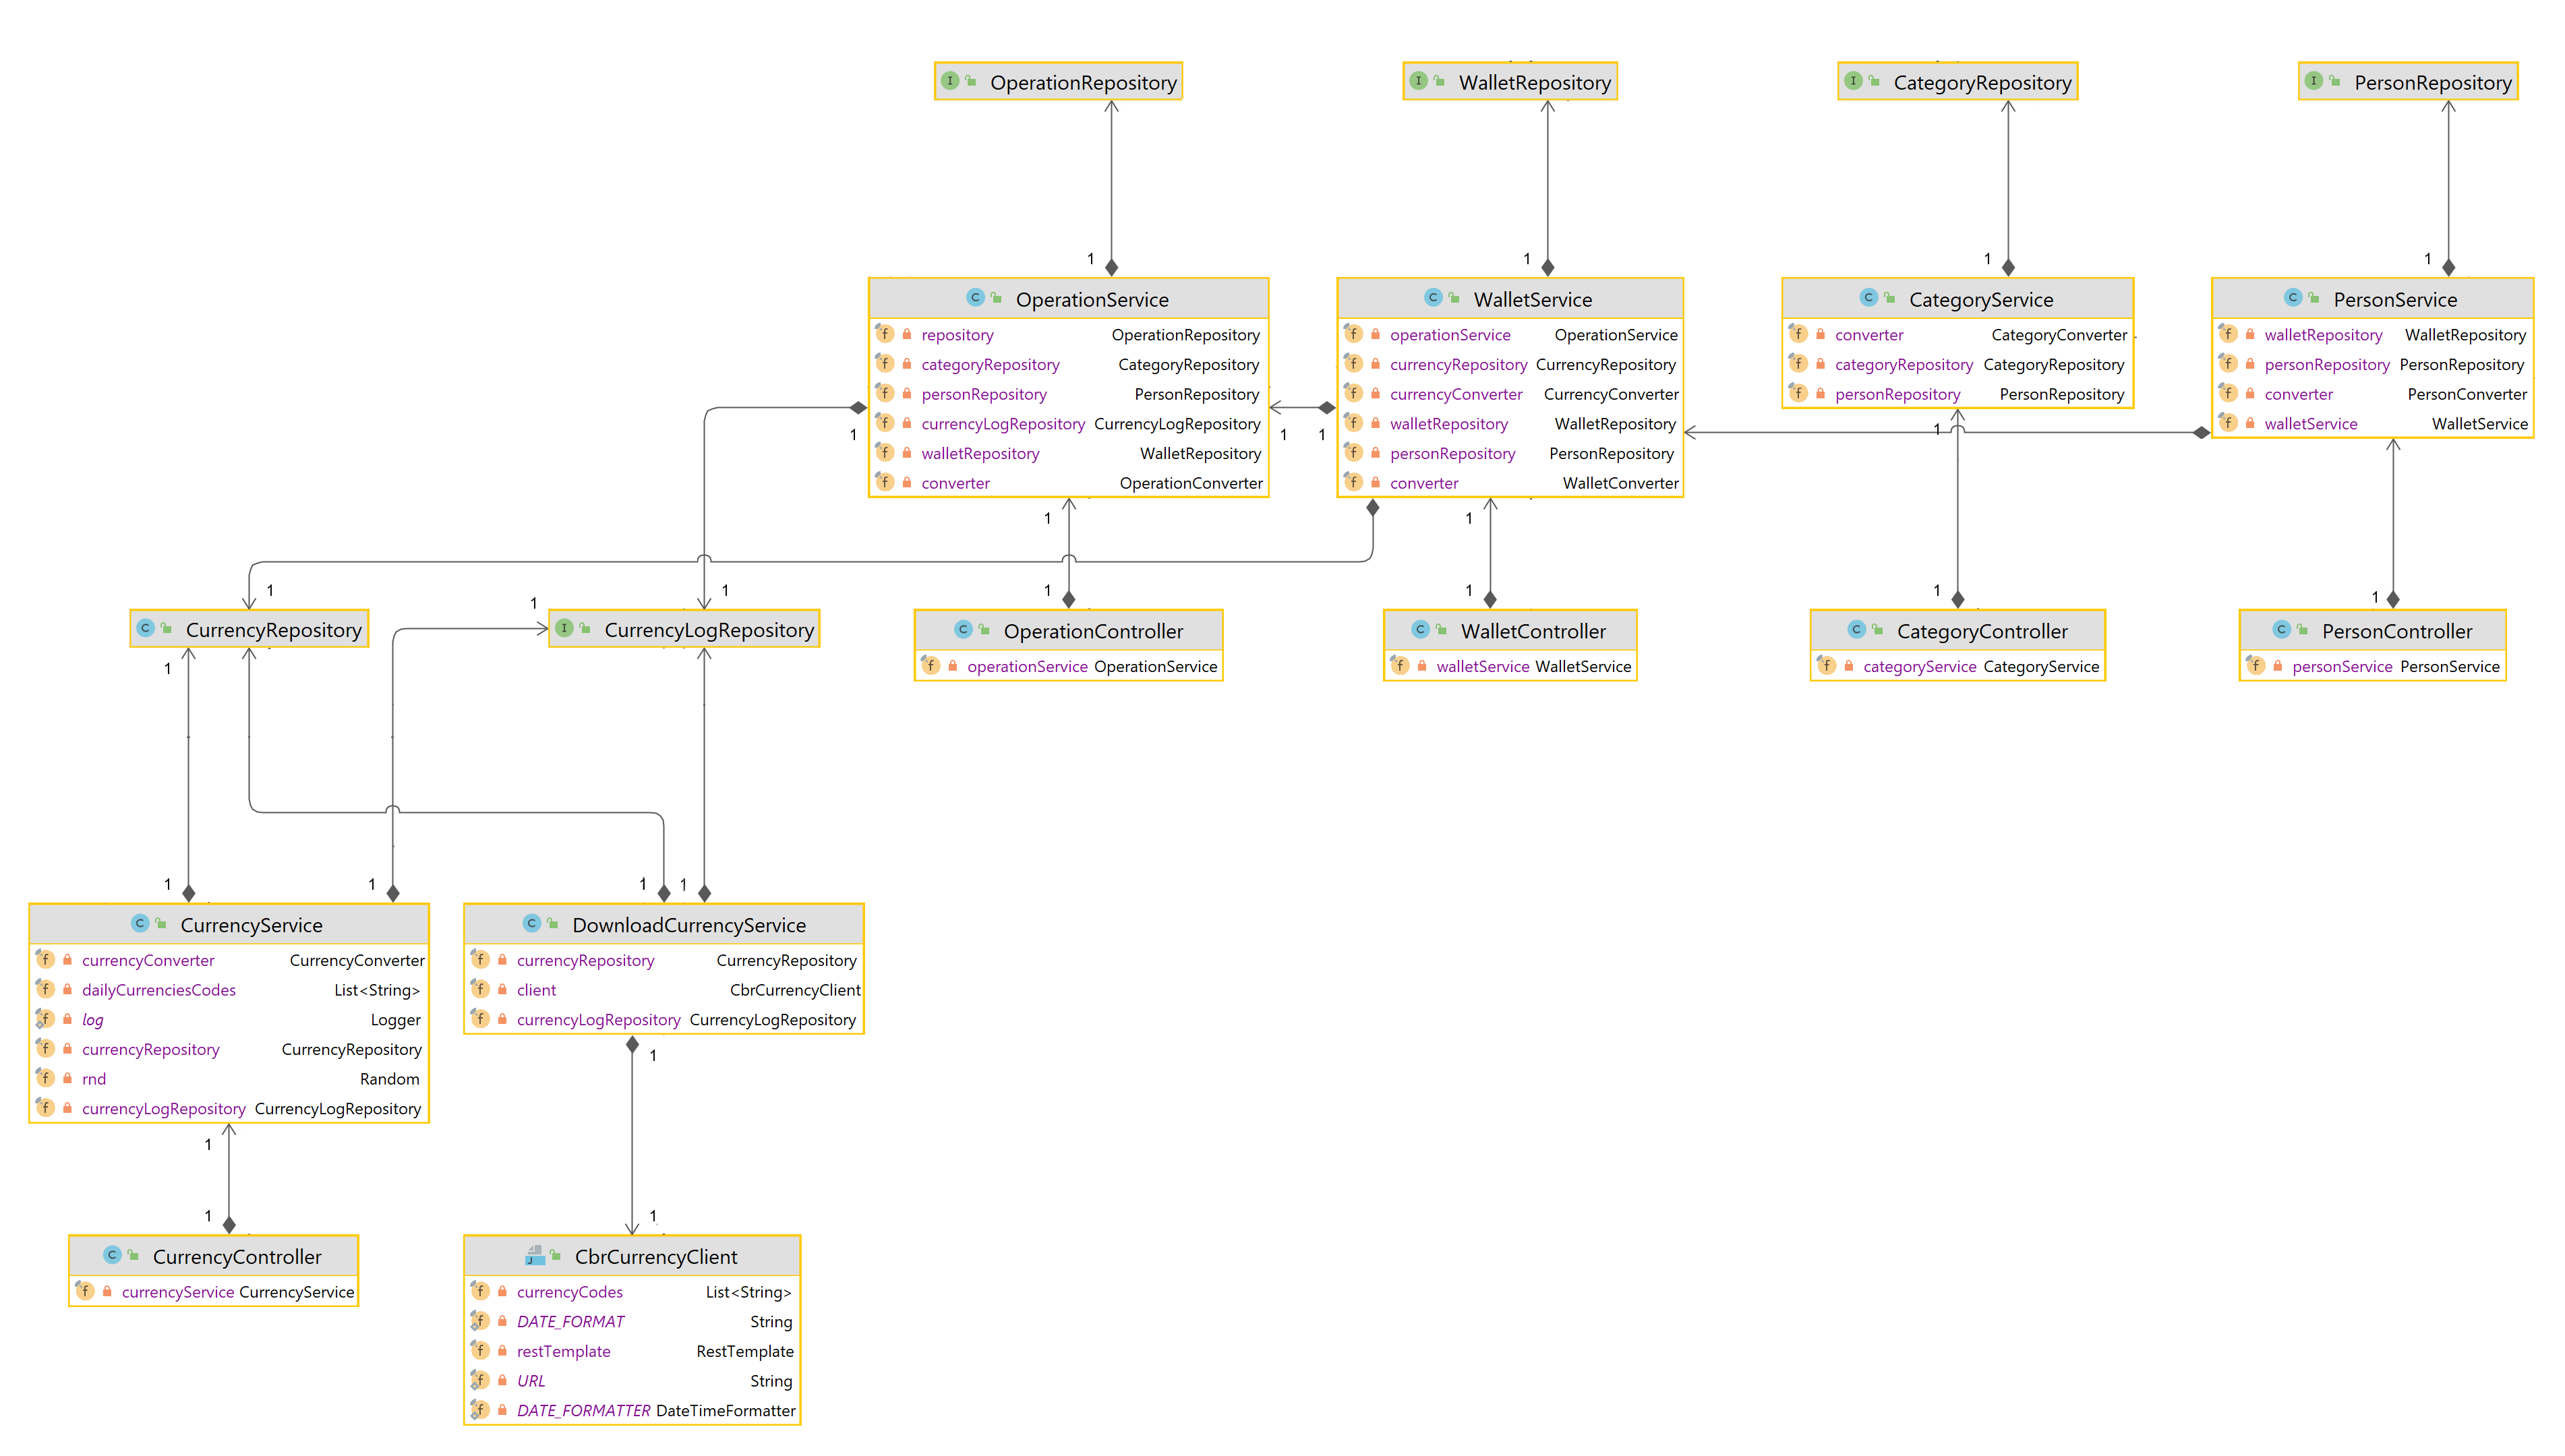 OperationRepository
WalletRepository
CategoryRepository
PersonRepository
1
1
1
1
OperationService
repository OperationRepository
categoryRepository CategoryRepository
personRepository PersonRepository
currencyLogRepository CurrencyLogRepository
walletRepository WalletRepository
converter OperationConverter
WalletService
operationService OperationService
currencyRepository CurrencyRepository
currencyConverter CurrencyConverter
walletRepository WalletRepository
personRepository PersonRepository
converter WalletConverter
CategoryService
converter CategoryConverter
categoryRepository CategoryRepository
personRepository PersonRepository
PersonService
walletRepository WalletRepository
personRepository PersonRepository
converter PersonConverter
walletService WalletService
1
1
1
1
1
1
1
1
1
1
1
1
1
1
CurrencyRepository
CurrencyLogRepository
OperationController
operationService OperationService
WalletController
walletService WalletService
CategoryController
categoryService CategoryService
PersonController
personService PersonService
1
1
1
1
1
CurrencyService
currencyConverter CurrencyConverter
dailyCurrenciesCodes List<String>
log Logger
currencyRepository CurrencyRepository
rnd Random
currencyLogRepository CurrencyLogRepository
DownloadCurrencyService
currencyRepository CurrencyRepository
client CbrCurrencyClient
currencyLogRepository CurrencyLogRepository
1
1
1
1
CurrencyController
currencyService CurrencyService
CbrCurrencyClient
currencyCodes List<String>
DATE_FORMAT String
restTemplate RestTemplate
URL String
DATE_FORMATTER DateTimeFormatter